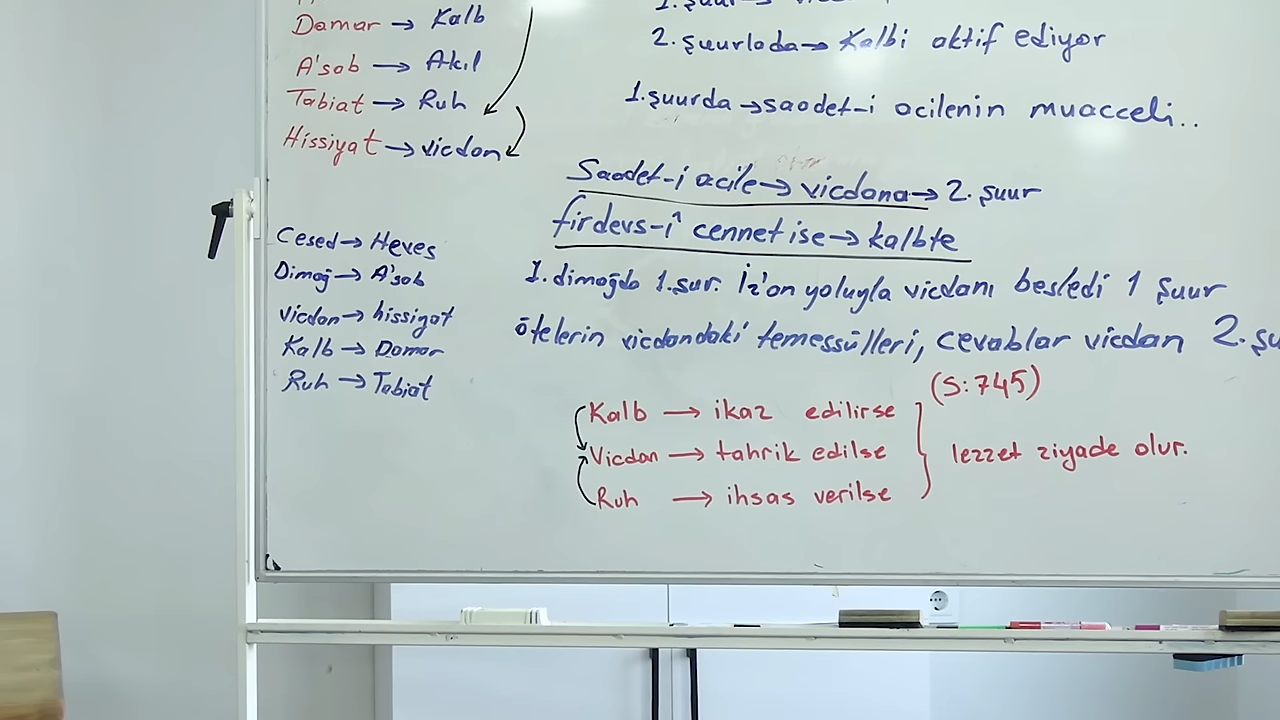 Damar → Kalb
A'sab → Akıl
Tabiat → Ruh
Hissiyat → vicdan
Cesed → Heves
Dimağ → A'sab
vicdan → hissiyat
Kalb → Damar
Ruh → Tabiat
1. şuur →
2. şuurlada → Kalbi aktif ediyor
1. şuurda → saadet-i acilenin muacceli..
Saadet-i acile → vicdana → 2. şuur
firdevs-î cennet ise → kalbte
1. dimağda 1. şur. İz'an yoluyla vicdanı besledi 1 şuur
ötelerin vicdandaki temessülleri, cevablar vicdan 2. şu
(S:745)
Kalb → ikaz edilirse
Vicdan → tahrik edilse
Ruh → ihsas verilse
lezzet ziyade olur.